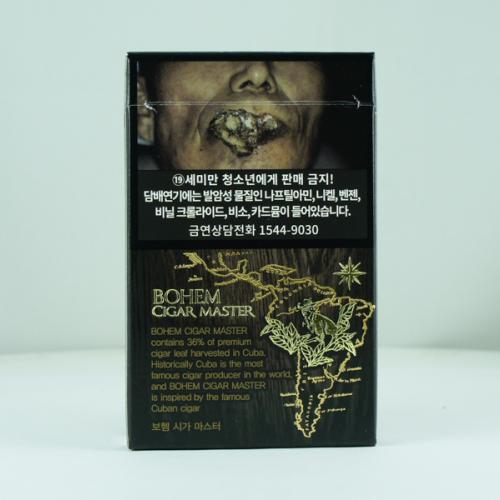 ⑲세미만 청소년에게 판매 금지!
담배연기에는 발암성 물질인 나프틸아민, 니켈, 벤젠,
비닐 크롤라이드, 비소, 카드뮴이 들어있습니다.
금연상담전화 1544-9030
BOHEM
CIGAR MASTER
BOHEM CIGAR MASTER
contains 36% of premium
cigar leaf harvested in Cuba.
Historically Cuba is the most
famous cigar producer in the world,
and BOHEM CIGAR MASTER
is inspired by the famous
Cuban cigar
보헴 시가 마스터